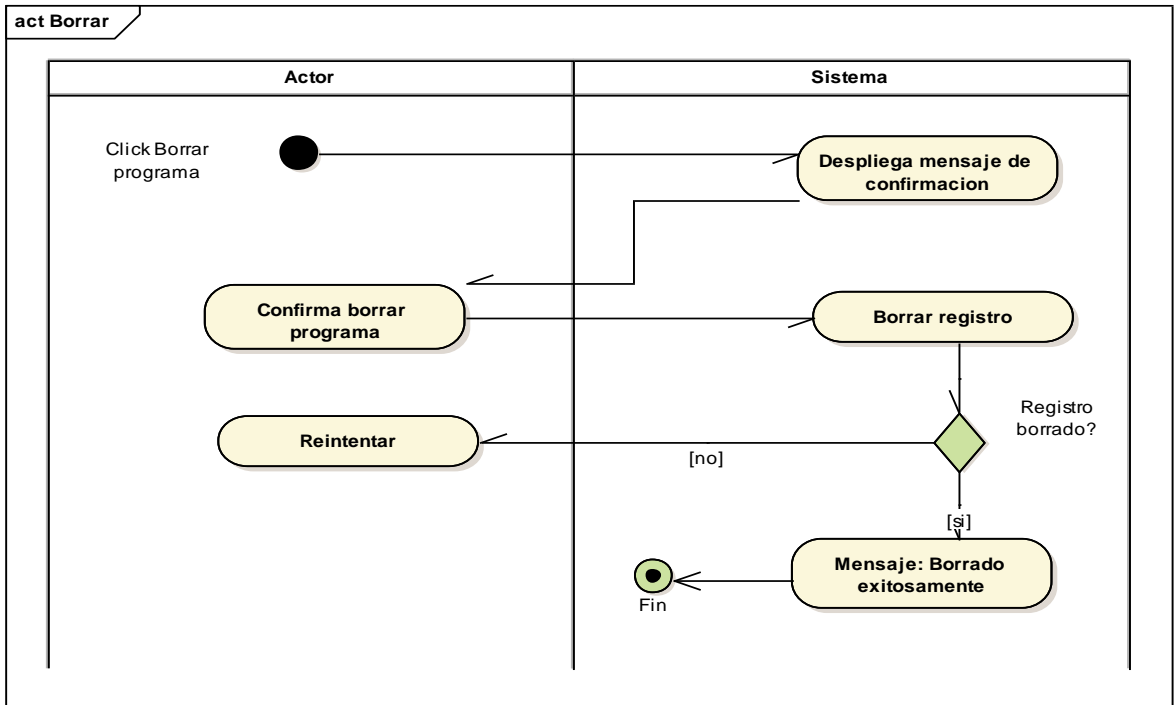 act Borrar
Actor
Sistema
Click Borrar
programa
Despliega mensaje de
confirmacion
Confirma borrar
programa
Borrar registro
Registro
borrado?
Reintentar
[no]
[si]
Mensaje: Borrado
exitosamente
Fin